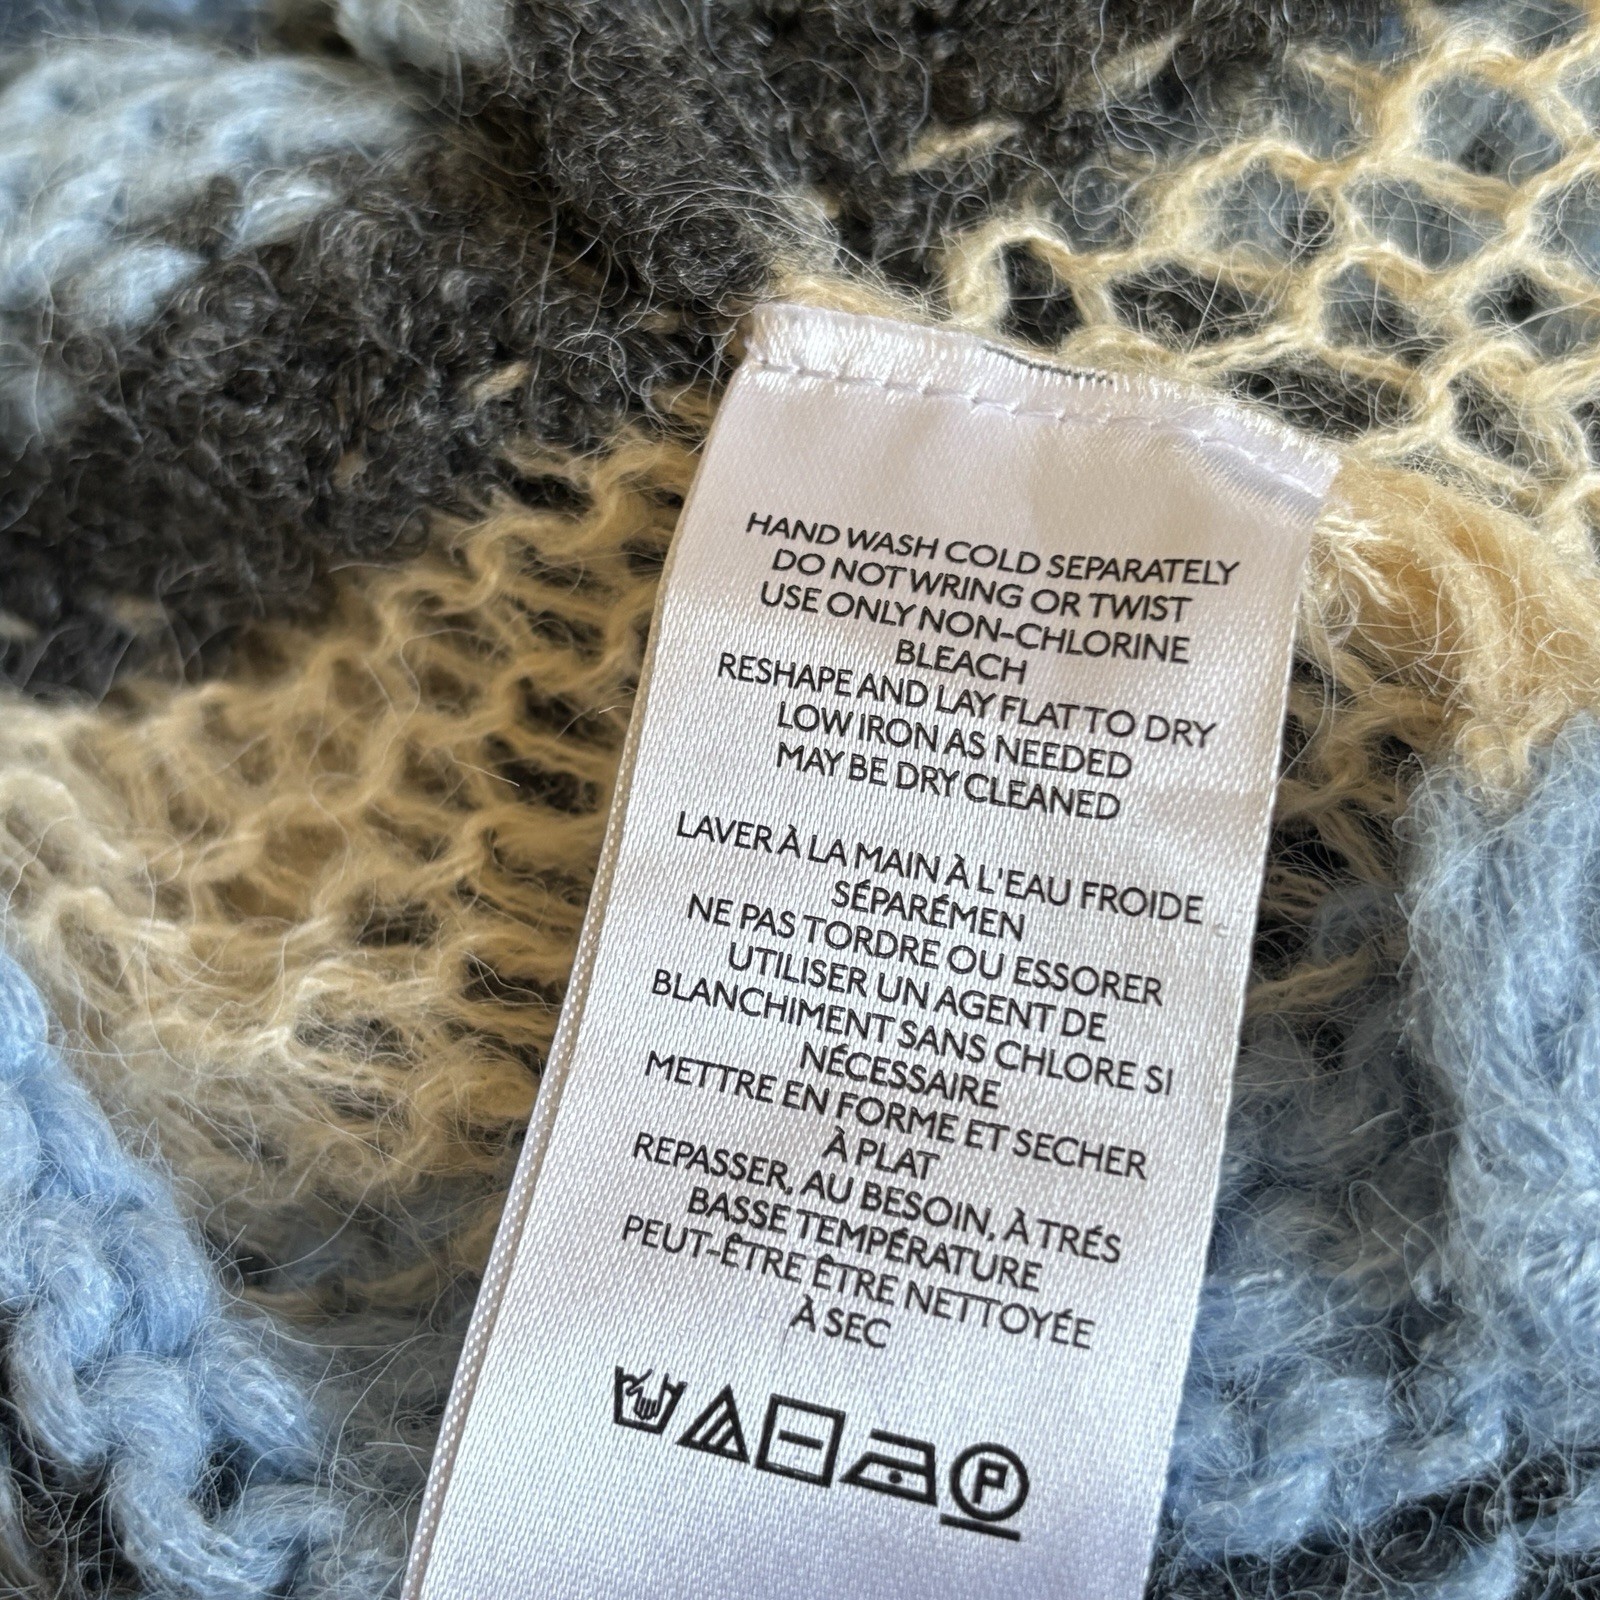 HAND WASH COLD SEPARATELY
DO NOT WRING OR TWIST
USE ONLY NON-CHLORINE
BLEACH
RESHAPE AND LAY FLAT TO DRY
LOW IRON AS NEEDED
MAY BE DRY CLEANED
LAVER À LA MAIN À L'EAU FROIDE
SÉPARÉMEN
NE PAS TORDRE OU ESSORER
UTILISER UN AGENT DE
BLANCHIMENT SANS CHLORE SI
NÉCESSAIRE
METTRE EN FORME ET SECHER
À PLAT
REPASSER, AU BESOIN, À TRÉS
BASSE TEMPÉRATURE
PEUT-ÊTRE ÊTRE NETTOYÉE
À SEC
P